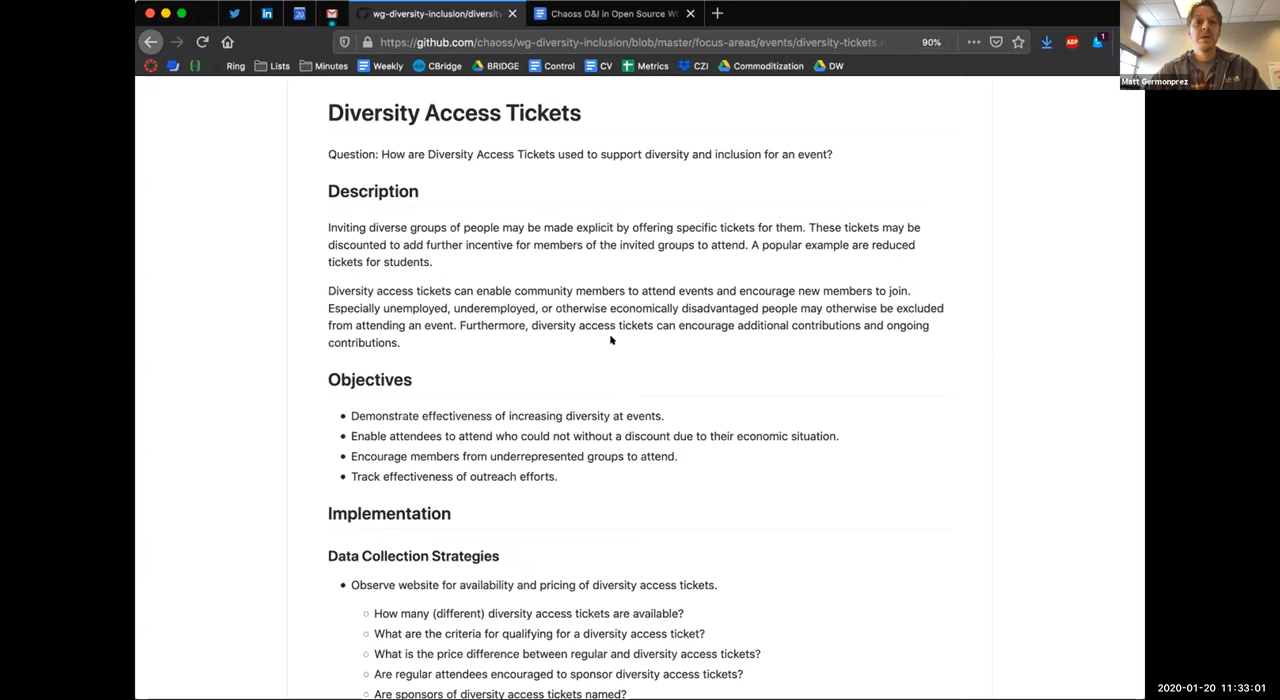 wg-diversity-inclusion/diversity
Chaoss D&I in Open Source W
https://github.com/chaoss/wg-diversity-inclusion/blob/master/focus-areas/events/diversity-tickets.
90%
Ring Lists Minutes Weekly CBridge BRIDGE Control CV Metrics CZI Commoditization DW
Matt Germonprez
Diversity Access Tickets
Question: How are Diversity Access Tickets used to support diversity and inclusion for an event?
Description
Inviting diverse groups of people may be made explicit by offering specific tickets for them. These tickets may be
discounted to add further incentive for members of the invited groups to attend. A popular example are reduced
tickets for students.
Diversity access tickets can enable community members to attend events and encourage new members to join.
Especially unemployed, underemployed, or otherwise economically disadvantaged people may otherwise be excluded
from attending an event. Furthermore, diversity access tickets can encourage additional contributions and ongoing
contributions.
Objectives
Demonstrate effectiveness of increasing diversity at events.
Enable attendees to attend who could not without a discount due to their economic situation.
Encourage members from underrepresented groups to attend.
Track effectiveness of outreach efforts.
Implementation
Data Collection Strategies
Observe website for availability and pricing of diversity access tickets.
How many (different) diversity access tickets are available?
What are the criteria for qualifying for a diversity access ticket?
What is the price difference between regular and diversity access tickets?
Are regular attendees encouraged to sponsor diversity access tickets?
Are sponsors of diversity access tickets named?
2020-01-20 11:33:01